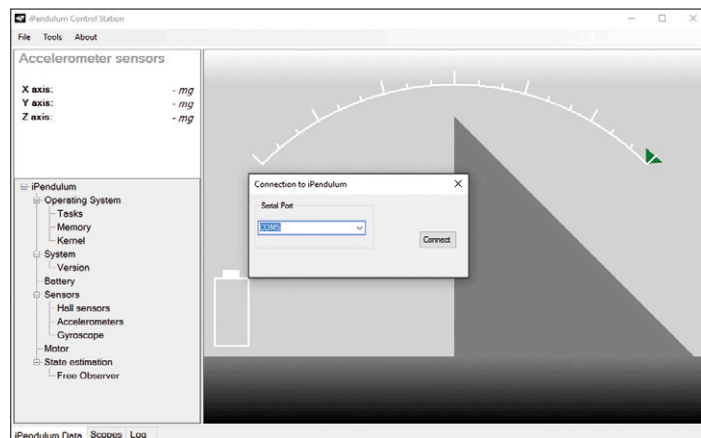 iPendulum Control Station
File Tools About
Accelerometer sensors
X axis: - mg
Y axis: - mg
Z axis: - mg
iPendulum
Operating System
Tasks
Memory
Kernel
System
Version
Battery
Sensors
Hall sensors
Accelerometers
Gyroscope
Motor
State estimation
Free Observer
Connection to iPendulum
Serial Port
COM5
Connect
iPendulum Data Scopes Log